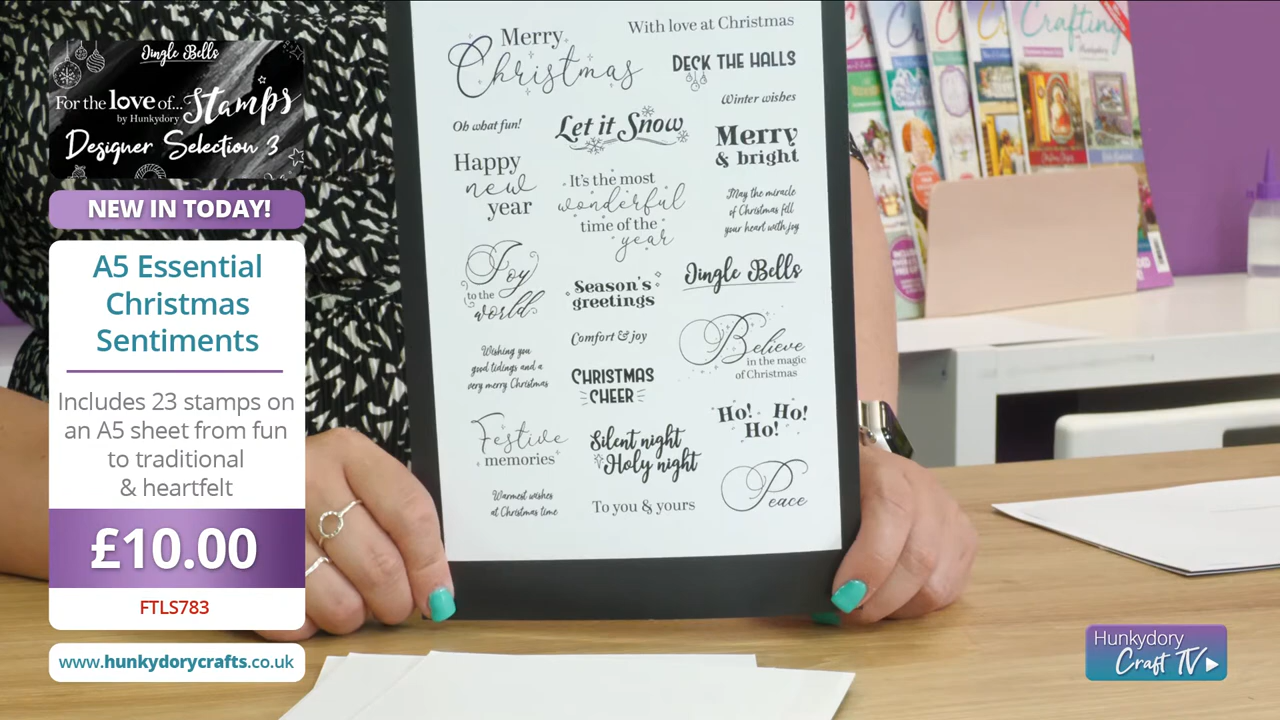 Jingle Bells
For the love of... Stamps
by Hunkydory
Designer Selection 3
NEW IN TODAY!
A5 Essential
Christmas
Sentiments
Includes 23 stamps on
an A5 sheet from fun
to traditional
& heartfelt
£10.00
FTLS783
www.hunkydorycrafts.co.uk
Merry
Christmas
With love at Christmas
DECK THE HALLS
Winter wishes
Oh what fun!
Let it Snow
Merry
& bright
Happy
new
year
It's the most
wonderful
time of the
year
May the miracle
of Christmas fill
your heart with joy
Joy
to the
world
Season's
greetings
Jingle Bells
Comfort & joy
Believe
in the magic
of Christmas
Wishing you
good tidings and a
very merry Christmas
CHRISTMAS
CHEER
Ho! Ho!
Ho!
Festive
memories
Silent night
Holy night
Peace
Warmest wishes
at Christmas time
To you & yours
Crafting
Hunkydory
Craft TV